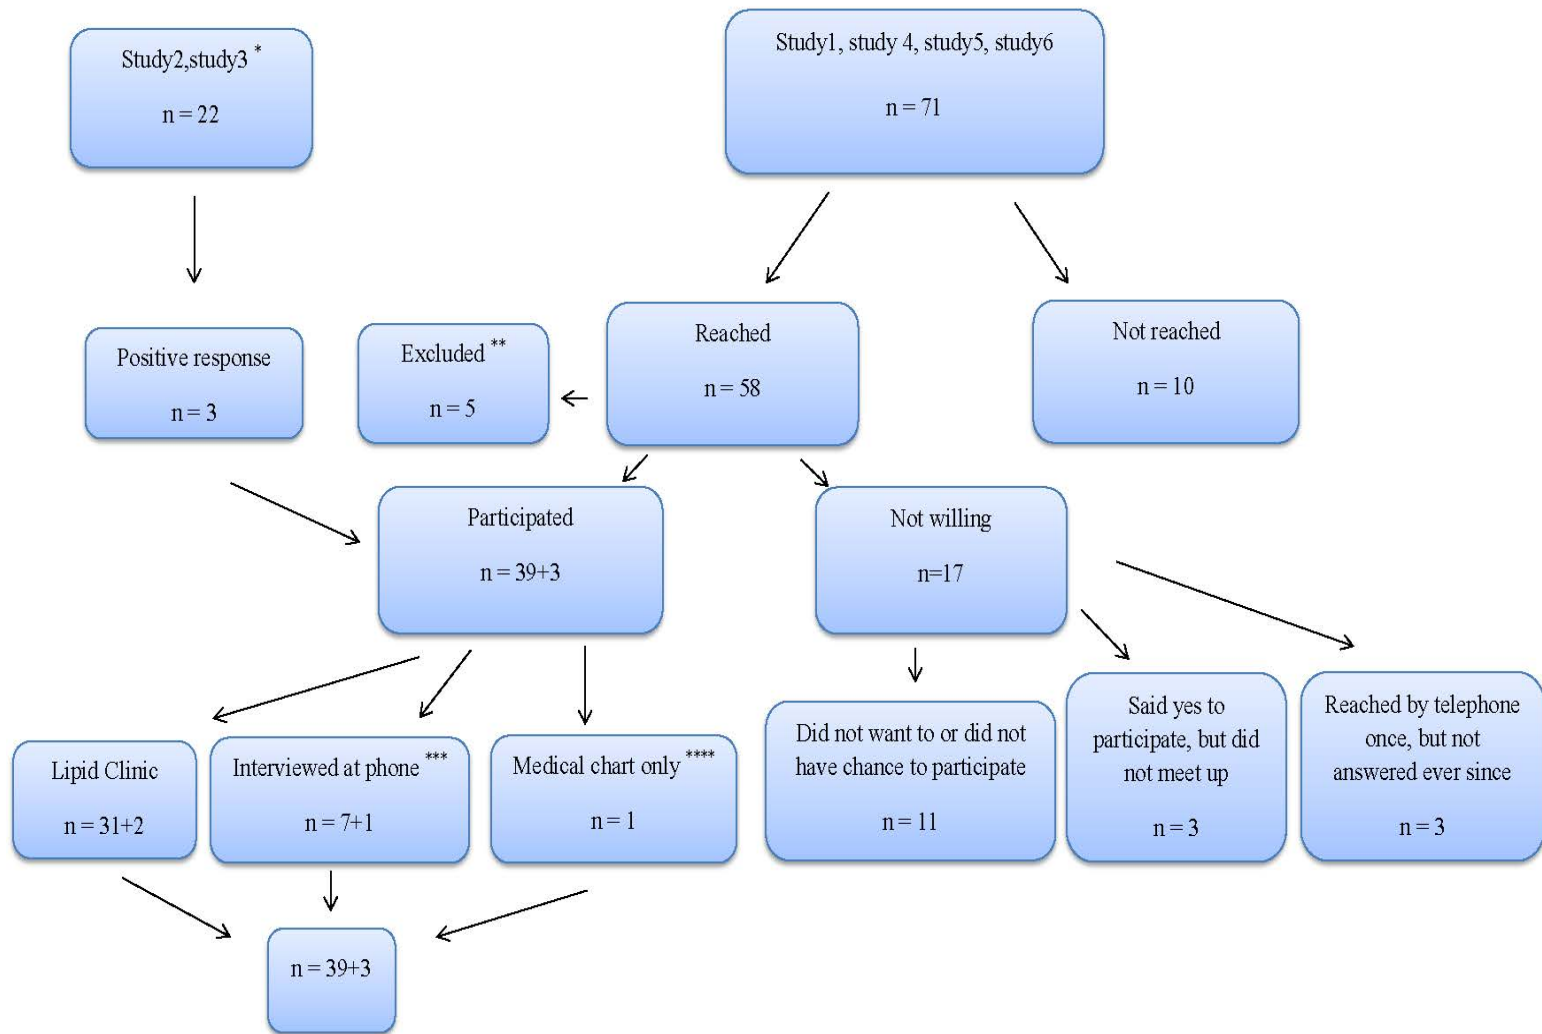 Study2,study3 *
n = 22
Study1, study 4, study5, study6
n = 71
Positive response
n = 3
Excluded **
n = 5
Reached
n = 58
Not reached
n = 10
Participated
n = 39+3
Not willing
n=17
Lipid Clinic
n = 31+2
Interviewed at phone ***
n = 7+1
Medical chart only ****
n = 1
Did not want to or did not
have chance to participate
n = 11
Said yes to
participate, but did
not meet up
n = 3
Reached by telephone
once, but not
answered ever since
n = 3
n = 39+3